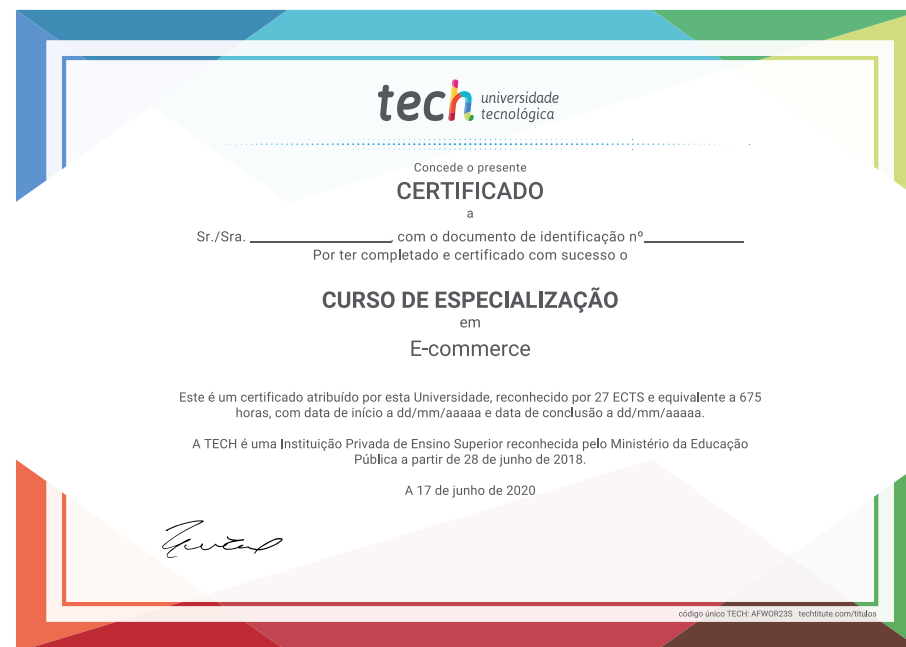 tech universidade
tecnológica
Concede o presente
CERTIFICADO
a
Sr./Sra. , com o documento de identificação nº
Por ter completado e certificado com sucesso o
CURSO DE ESPECIALIZAÇÃO
em
E-commerce
Este é um certificado atribuído por esta Universidade, reconhecido por 27 ECTS e equivalente a 675
horas, com data de início a dd/mm/aaaaa e data de conclusão a dd/mm/aaaaa.
A TECH é uma Instituição Privada de Ensino Superior reconhecida pelo Ministério da Educação
Pública a partir de 28 de junho de 2018.
A 17 de junho de 2020
código único TECH: AFWOR23S techtitute.com/titulos